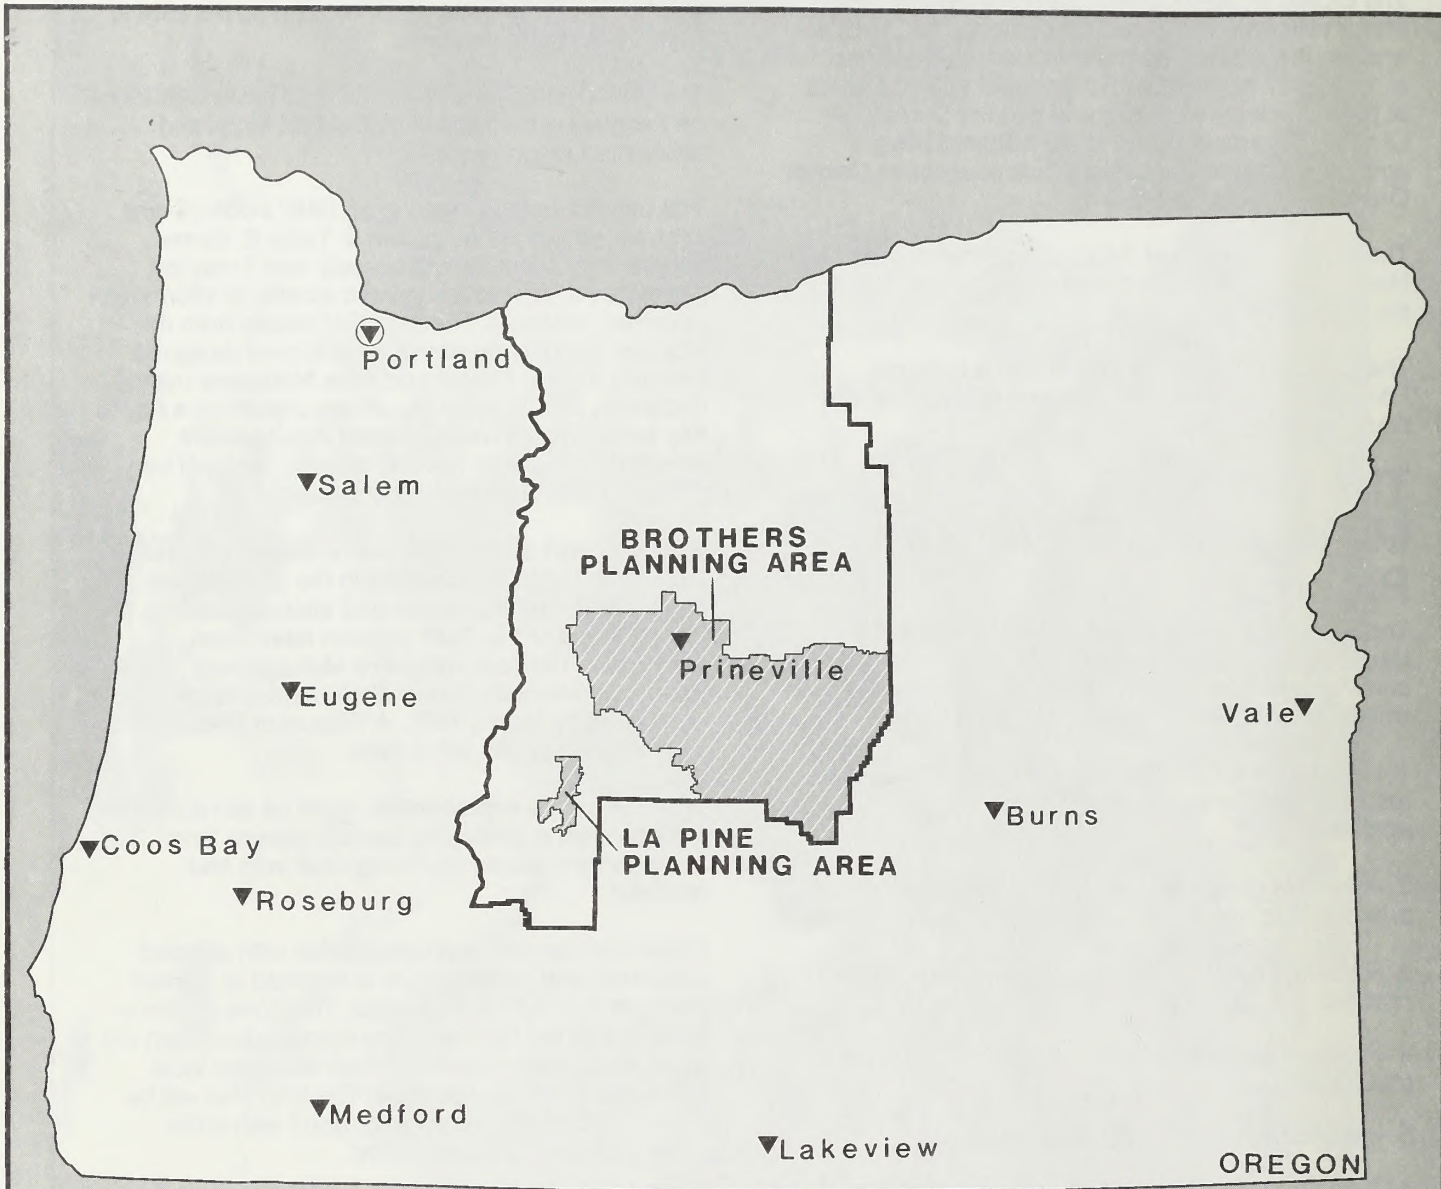 Portland
Salem
BROTHERS
PLANNING AREA
Prineville
Eugene
Vale
Burns
LA PINE
PLANNING AREA
Coos Bay
Roseburg
Medford
Lakeview
OREGON